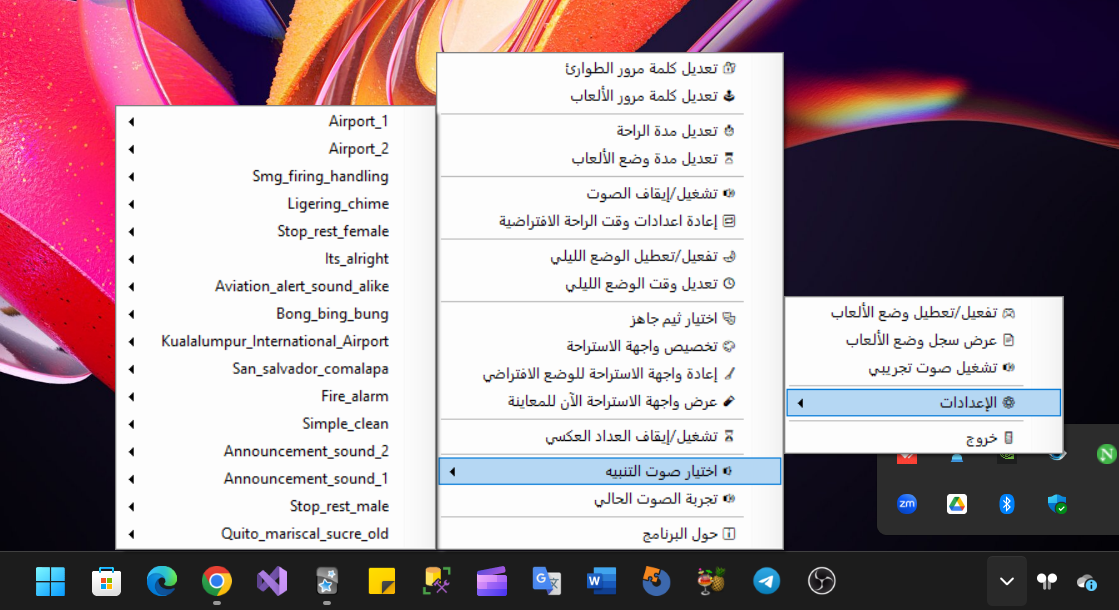 تفعيل/تعطيل وضع الألعاب
عرض سجل وضع الألعاب
تشغيل صوت تجريبي
الإعدادات
خروج
تعديل كلمة مرور الطوارئ
تعديل كلمة مرور الألعاب
تعديل مدة الراحة
تعديل مدة وضع الألعاب
تشغيل/إيقاف الصوت
إعادة اعدادات وقت الراحة الافتراضية
تفعيل/تعطيل الوضع الليلي
تعديل وقت الوضع الليلي
اختيار ثيم جاهز
تخصيص واجهة الاستراحة
إعادة واجهة الاستراحة للوضع الافتراضي
عرض واجهة الاستراحة الآن للمعاينة
تشغيل/إيقاف العداد العكسي
اختيار صوت التنبيه
تجربة الصوت الحالي
حول البرنامج
Airport_1
Airport_2
Smg_firing_handling
Ligering_chime
Stop_rest_female
Its_alright
Aviation_alert_sound_alike
Bong_bing_bung
Kualalumpur_International_Airport
San_salvador_comalapa
Fire_alarm
Simple_clean
Announcement_sound_2
Announcement_sound_1
Stop_rest_male
Quito_mariscal_sucre_old
zm
N
G
W